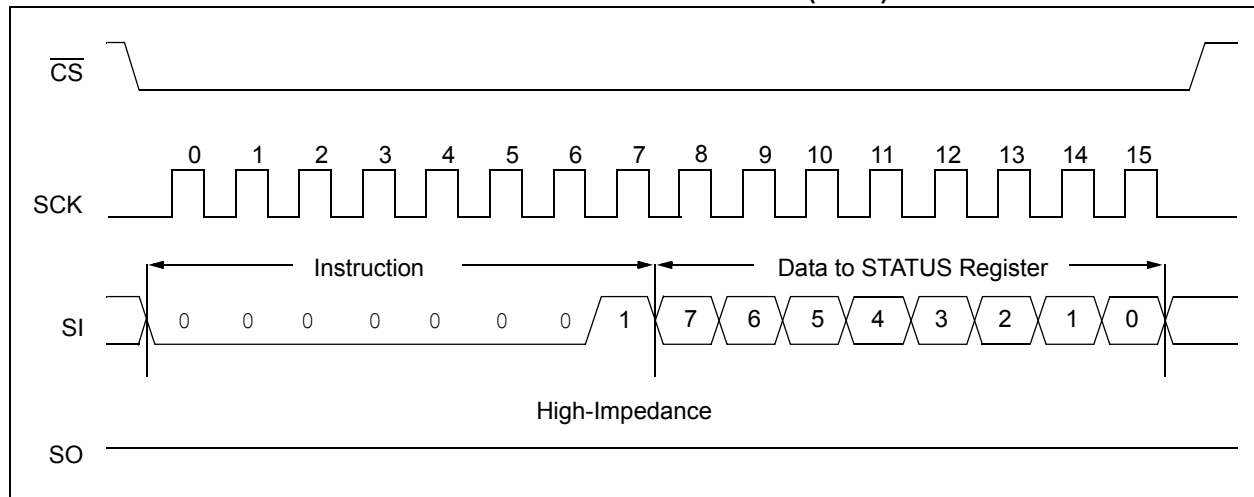 CS
0 1 2 3 4 5 6 7 8 9 10 11 12 13 14 15
SCK
Instruction
Data to STATUS Register
SI
0 0 0 0 0 0 0 1 7 6 5 4 3 2 1 0
High-Impedance
SO